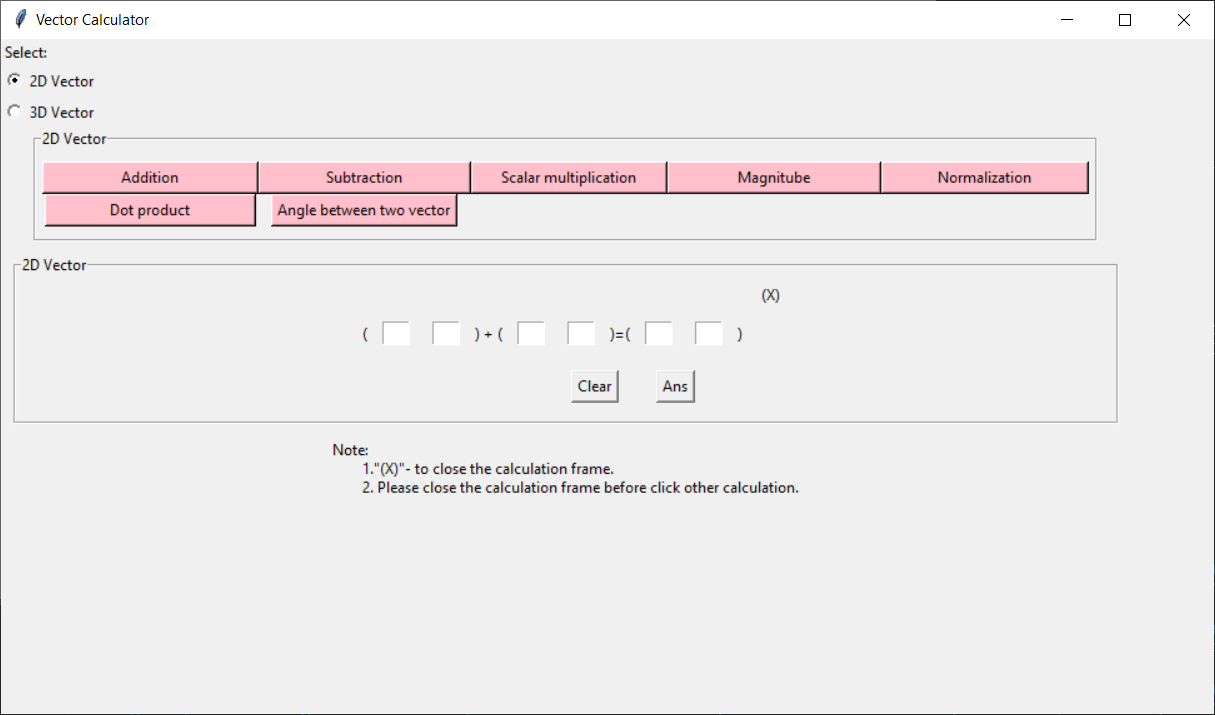 Vector Calculator
Select:
2D Vector
3D Vector
2D Vector
Addition Subtraction Scalar multiplication Magnitube Normalization
Dot product Angle between two vector
2D Vector
(X)
( ) + ( )=( )
Clear Ans
Note:
1."(X)"- to close the calculation frame.
2. Please close the calculation frame before click other calculation.